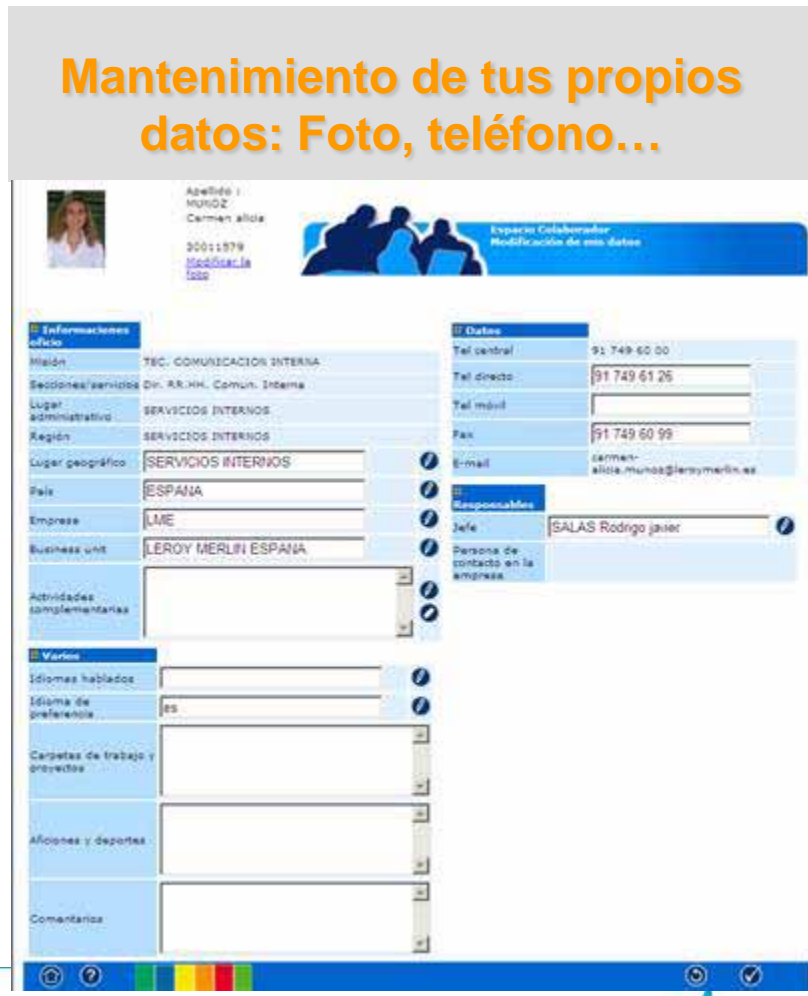 Mantenimiento de tus propios
datos: Foto, teléfono…
Apellido :
MUNOZ
Carmen alicia
30011579
Modificar la
foto
Espacio Colaborador
Modificación de mis datos
Informaciones
oficio
Misión TEC. COMUNICACION INTERNA
Secciones/servicios Dir. RR.HH. Comun. Interna
Lugar
administrativo SERVICIOS INTERNOS
Región SERVICIOS INTERNOS
Lugar geográfico SERVICIOS INTERNOS
País ESPANA
Empresa LME
Business unit LEROY MERLIN ESPANA
Actividades
complementarias
Varios
Idiomas hablados
Idioma de
preferencia es
Carpetas de trabajo y
proyectos
Aficiones y deportes
Comentarios
Datos
Tel central 91 749 60 00
Tel directo 91 749 61 26
Tel móvil
Fax 91 749 60 99
E-mail carmen-
alicia.munoz@leroymerlin.es
Responsables
Jefe SALAS Rodrigo javier
Persona de
contacto en la
empresa